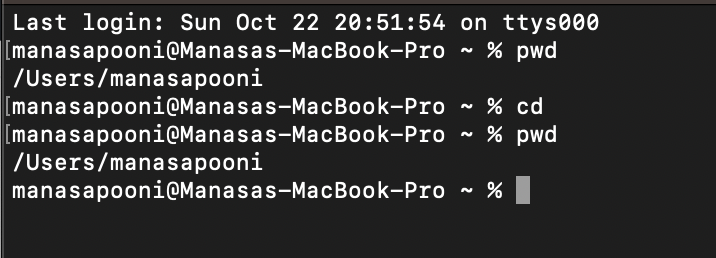 Last login: Sun Oct 22 20:51:54 on ttys000
[manasapooni@Manasas-MacBook-Pro ~ % pwd
/Users/manasapooni
[manasapooni@Manasas-MacBook-Pro ~ % cd
[manasapooni@Manasas-MacBook-Pro ~ % pwd
/Users/manasapooni
manasapooni@Manasas-MacBook-Pro ~ %